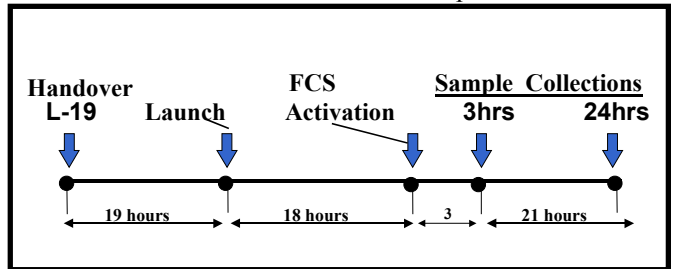 Handover
L-19
Launch
FCS
Activation
Sample Collections
3hrs 24hrs
19 hours 18 hours 3 21 hours